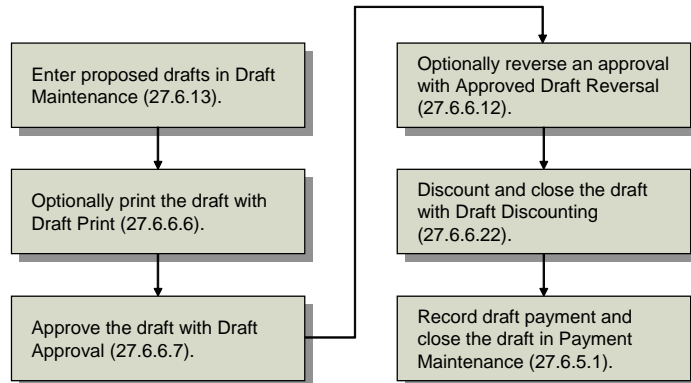 Enter proposed drafts in Draft
Maintenance (27.6.13).
Optionally print the draft with
Draft Print (27.6.6.6).
Approve the draft with Draft
Approval (27.6.6.7).
Optionally reverse an approval
with Approved Draft Reversal
(27.6.6.12).
Discount and close the draft
with Draft Discounting
(27.6.6.22).
Record draft payment and
close the draft in Payment
Maintenance (27.6.5.1).